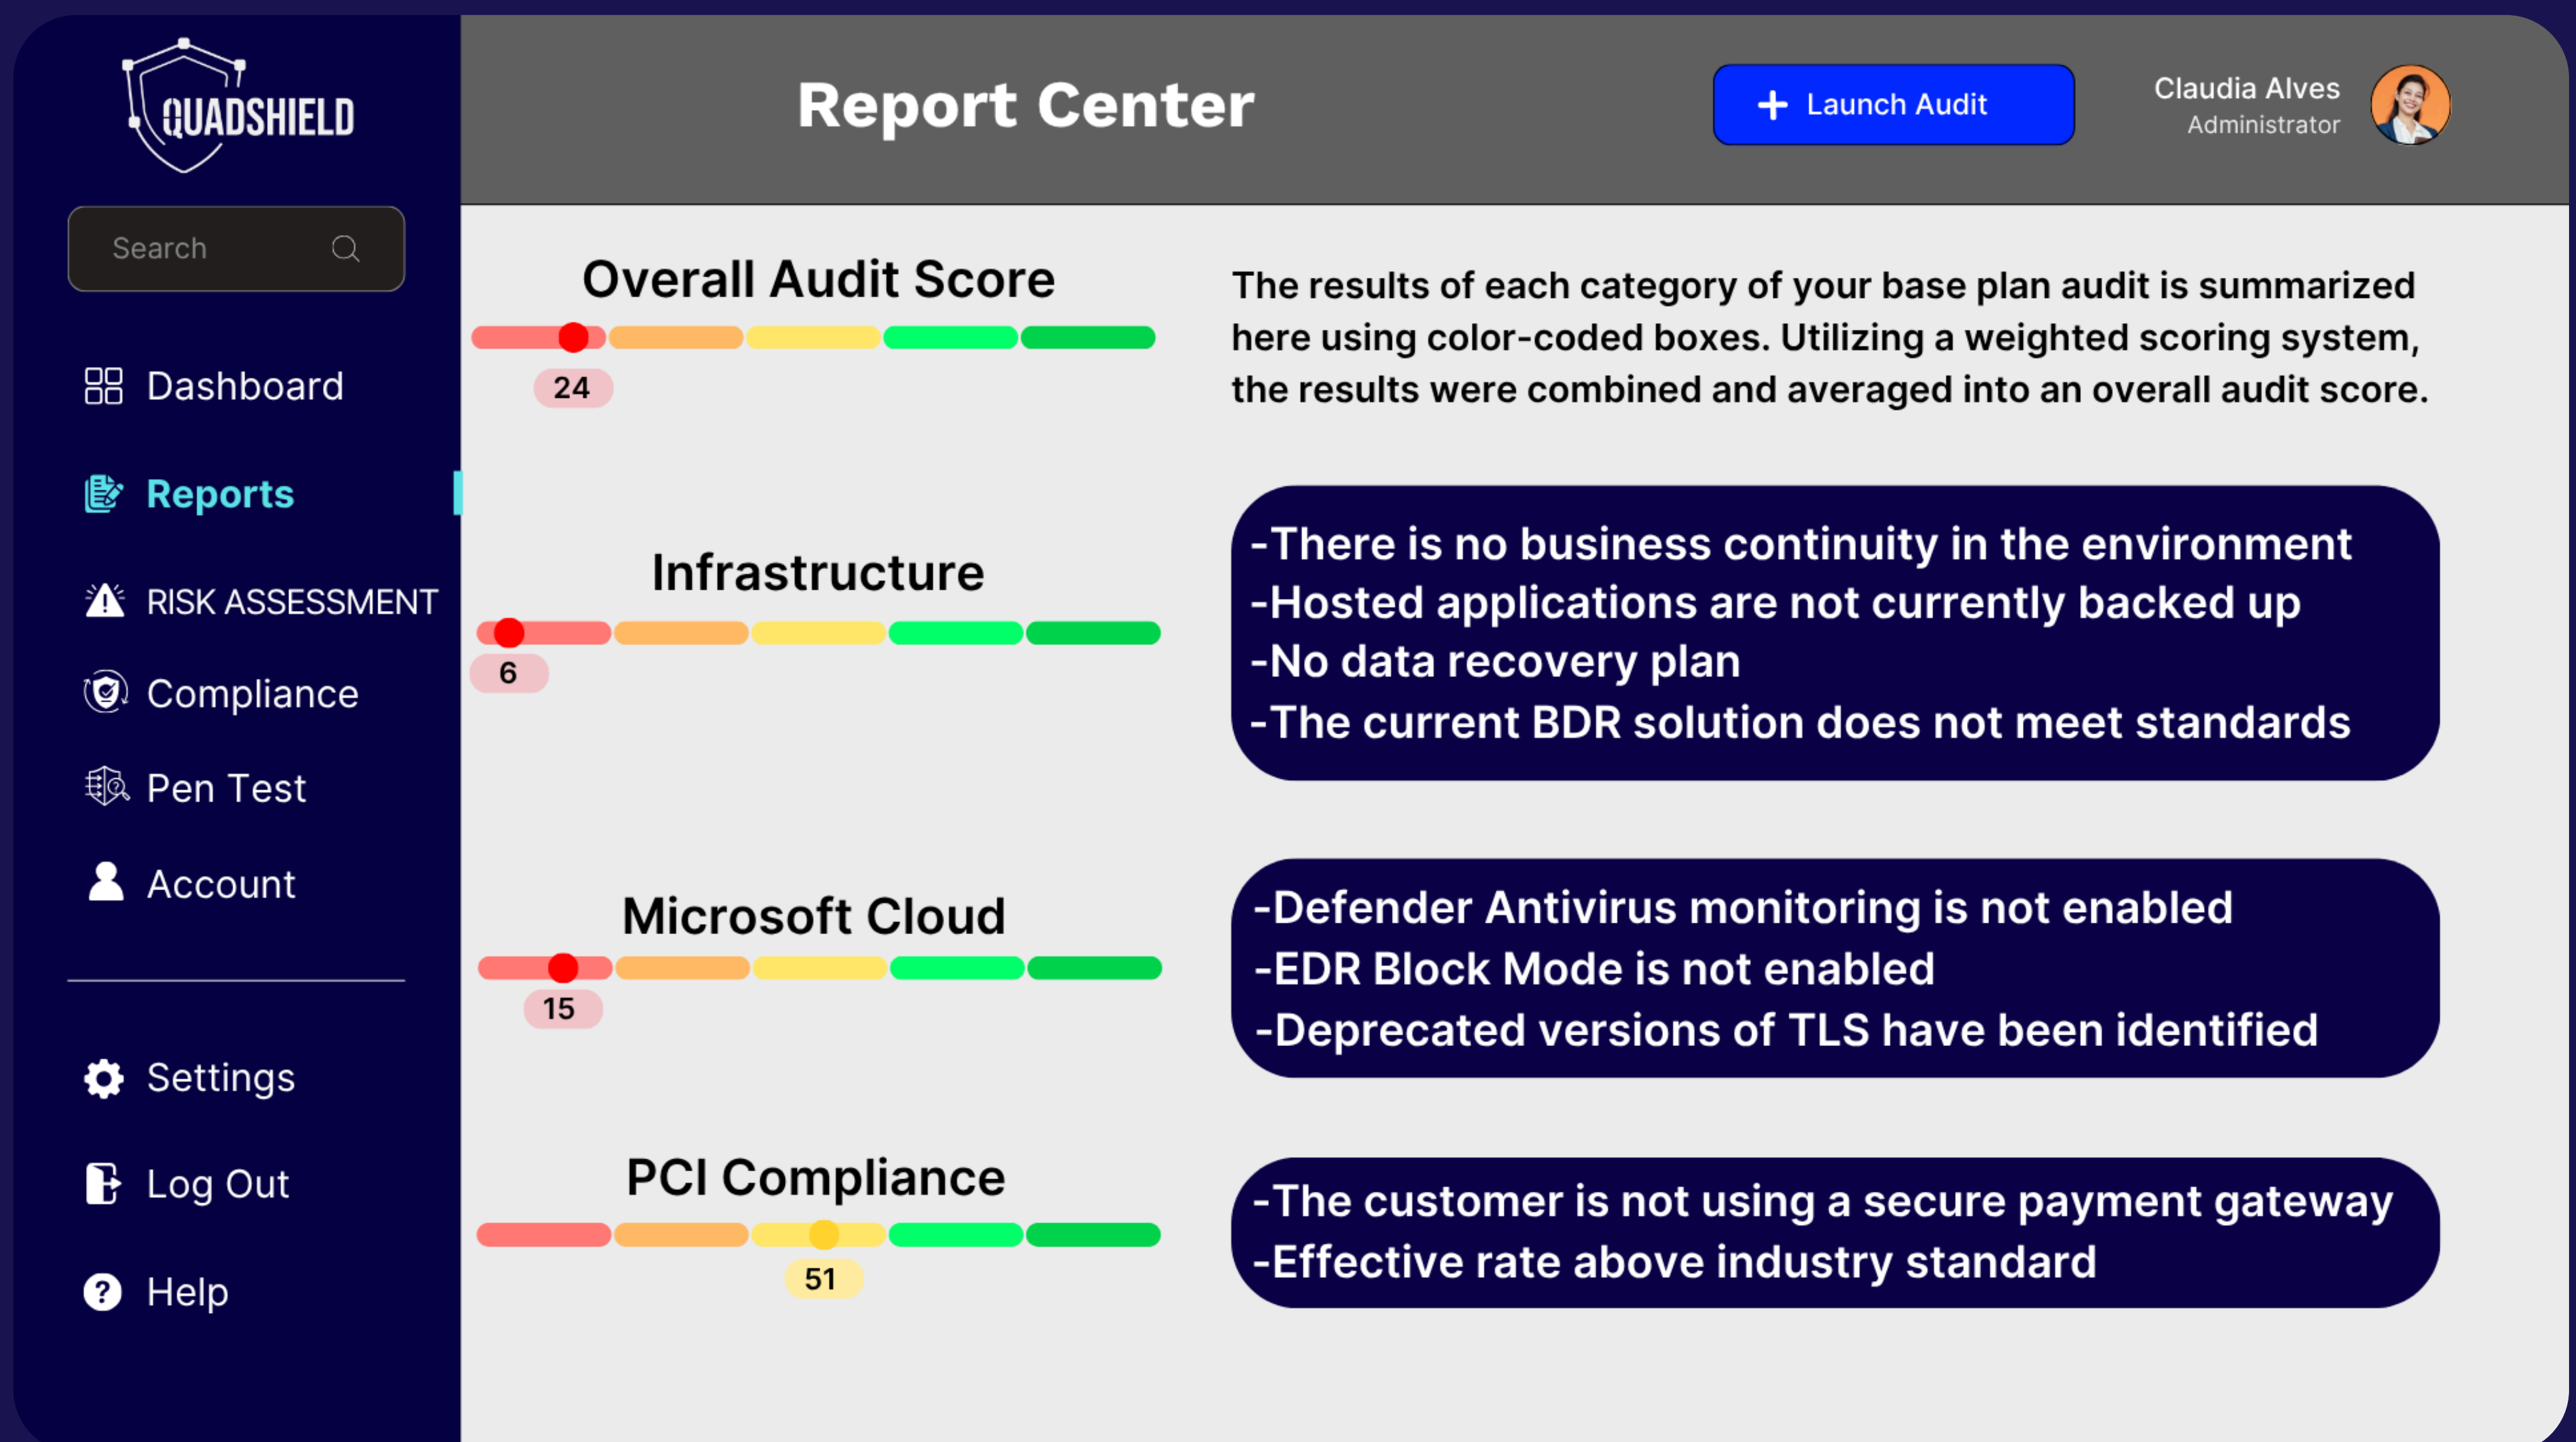 QUADSHIELD
Search
Dashboard
Reports
RISK ASSESSMENT
Compliance
Pen Test
Account
Settings
Log Out
Help
Report Center
+ Launch Audit
Claudia Alves
Administrator
Overall Audit Score
24
The results of each category of your base plan audit is summarized
here using color-coded boxes. Utilizing a weighted scoring system,
the results were combined and averaged into an overall audit score.
Infrastructure
6
-There is no business continuity in the environment
-Hosted applications are not currently backed up
-No data recovery plan
-The current BDR solution does not meet standards
Microsoft Cloud
15
-Defender Antivirus monitoring is not enabled
-EDR Block Mode is not enabled
-Deprecated versions of TLS have been identified
PCI Compliance
51
-The customer is not using a secure payment gateway
-Effective rate above industry standard